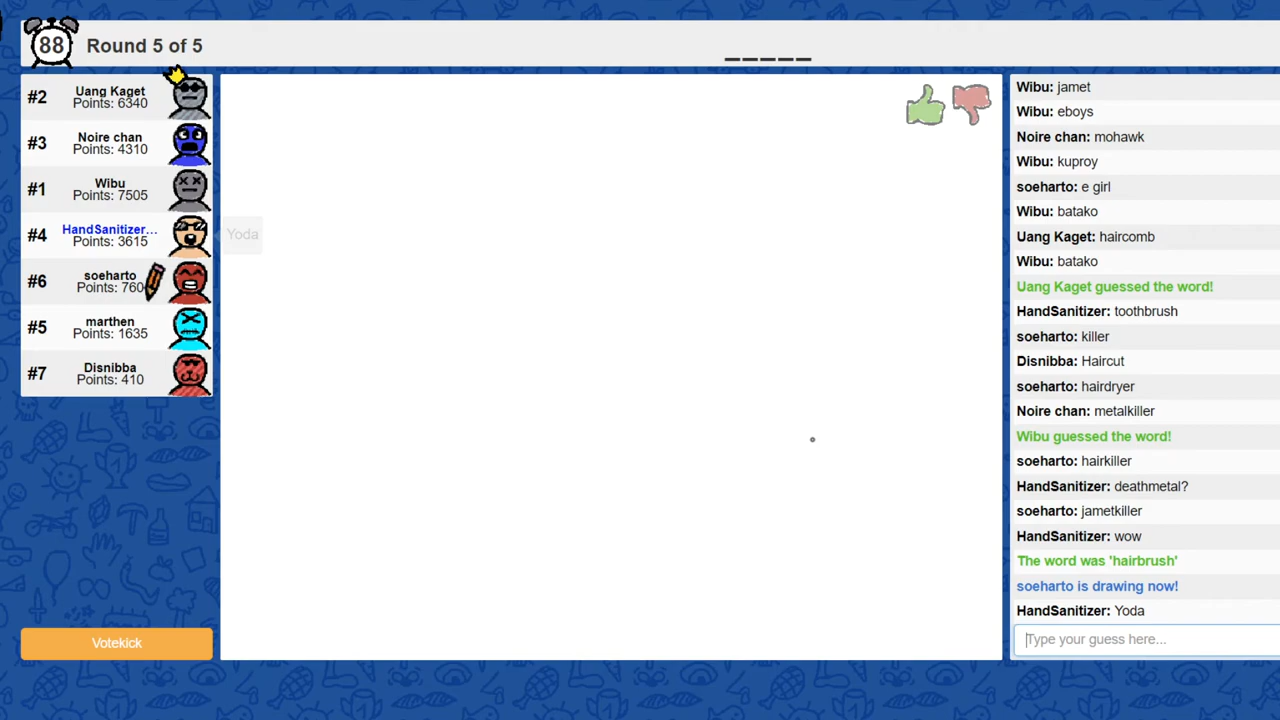 88
Round 5 of 5
_____
#2 Uang Kaget
Points: 6340
#3 Noire chan
Points: 4310
#1 Wibu
Points: 7505
#4 HandSanitizer...
Points: 3615
Yoda
#6 soeharto
Points: 760
#5 marthen
Points: 1635
#7 Disnibba
Points: 410
Votekick
Wibu: jamet
Wibu: eboys
Noire chan: mohawk
Wibu: kuproy
soeharto: e girl
Wibu: batako
Uang Kaget: haircomb
Wibu: batako
Uang Kaget guessed the word!
HandSanitizer: toothbrush
soeharto: killer
Disnibba: Haircut
soeharto: hairdryer
Noire chan: metalkiller
Wibu guessed the word!
soeharto: hairkiller
HandSanitizer: deathmetal?
soeharto: jametkiller
HandSanitizer: wow
The word was 'hairbrush'
soeharto is drawing now!
HandSanitizer: Yoda
Type your guess here...